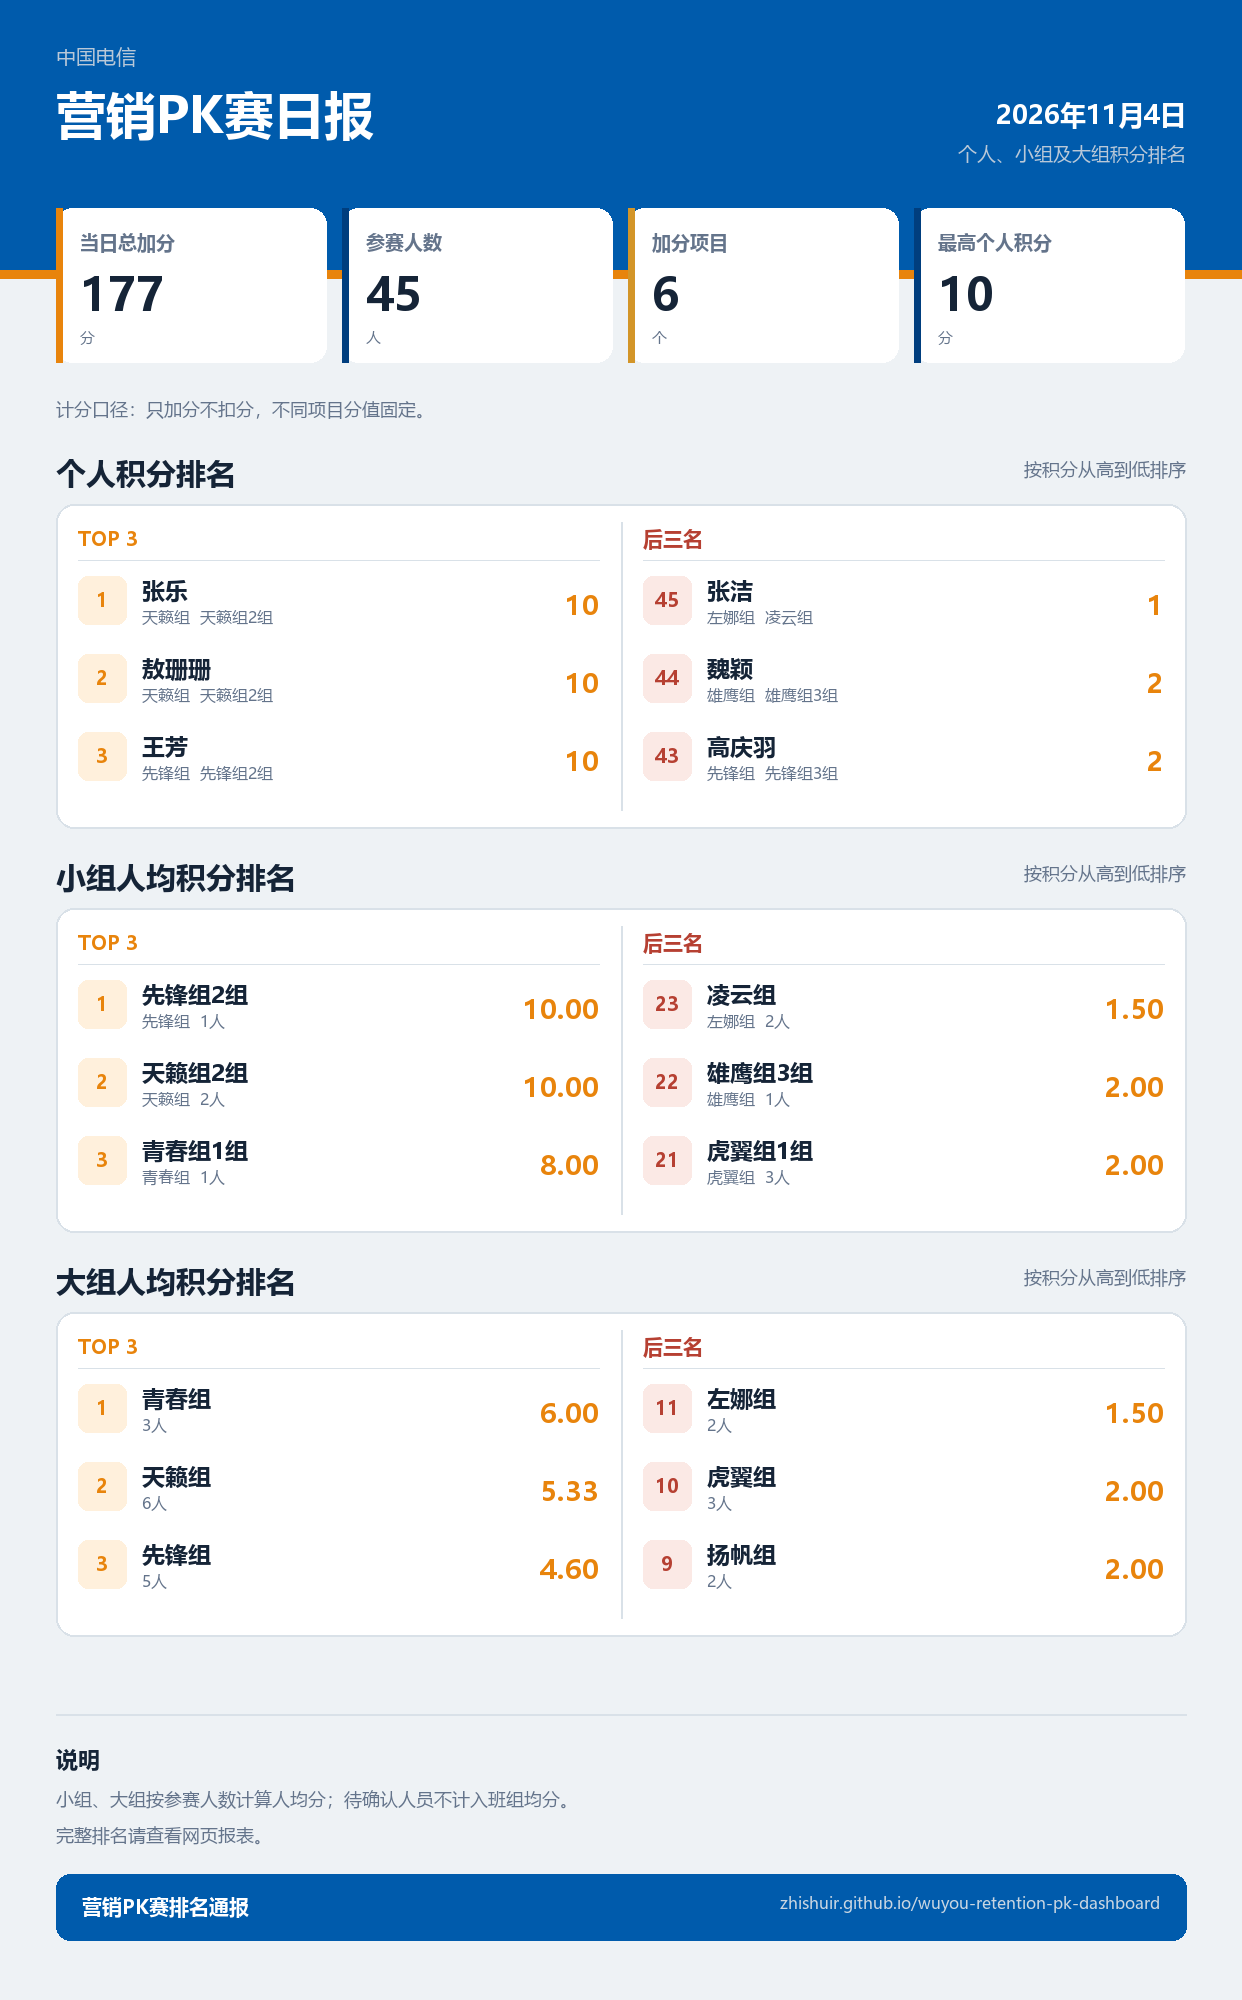 中国电信
营销PK赛日报
2026年11月4日
个人、小组及大组积分排名
当日总加分
177
分
参赛人数
45
人
加分项目
6
个
最高个人积分
10
分
计分口径：只加分不扣分，不同项目分值固定。
个人积分排名
按积分从高到低排序
TOP 3
1
张乐
天籁组 天籁组2组
10
2
敖珊珊
天籁组 天籁组2组
10
3
王芳
先锋组 先锋组2组
10
后三名
45
张洁
左娜组 凌云组
1
44
魏颖
雄鹰组 雄鹰组3组
2
43
高庆羽
先锋组 先锋组3组
2
小组人均积分排名
按积分从高到低排序
TOP 3
1
先锋组2组
先锋组 1人
10.00
2
天籁组2组
天籁组 2人
10.00
3
青春组1组
青春组 1人
8.00
后三名
23
凌云组
左娜组 2人
1.50
22
雄鹰组3组
雄鹰组 1人
2.00
21
虎翼组1组
虎翼组 3人
2.00
大组人均积分排名
按积分从高到低排序
TOP 3
1
青春组
3人
6.00
2
天籁组
6人
5.33
3
先锋组
5人
4.60
后三名
11
左娜组
2人
1.50
10
虎翼组
3人
2.00
9
扬帆组
2人
2.00
说明
小组、大组按参赛人数计算人均分；待确认人员不计入班组均分。
完整排名请查看网页报表。
营销PK赛排名通报
zhishuir.github.io/wuyou-retention-pk-dashboard